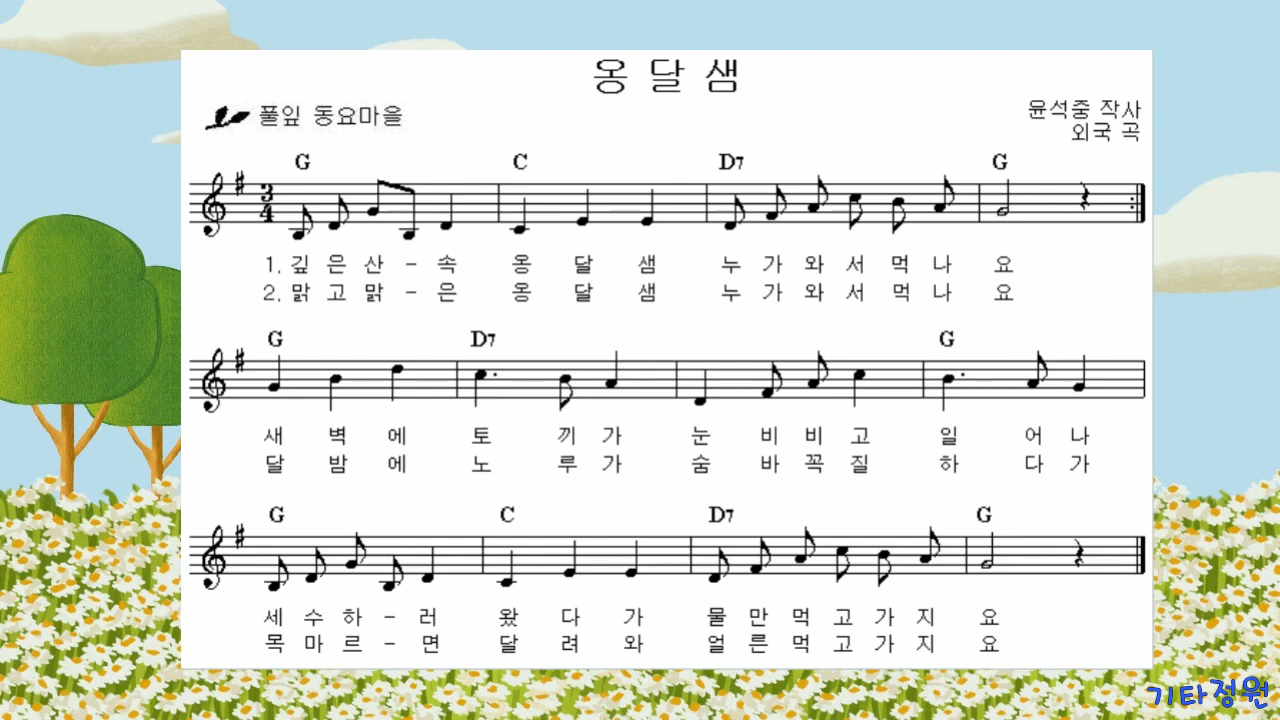 옹 달 샘
풀잎 동요마을
윤석중 작사
외국 곡
G C D7 G
3
4
1. 깊 은 산 - 속 옹 달 샘 누 가 와 서 먹 나 요
2. 맑 고 맑 - 은 옹 달 샘 누 가 와 서 먹 나 요
G D7 G
새 벽 에 토 끼 가 눈 비 비 고 일 어 나
달 밤 에 노 루 가 숨 바 꼭 질 하 다 가
G C D7 G
세 수 하 - 러 왔 다 가 물 만 먹 고 가 지 요
목 마 르 - 면 달 려 와 얼 른 먹 고 가 지 요
기타정원